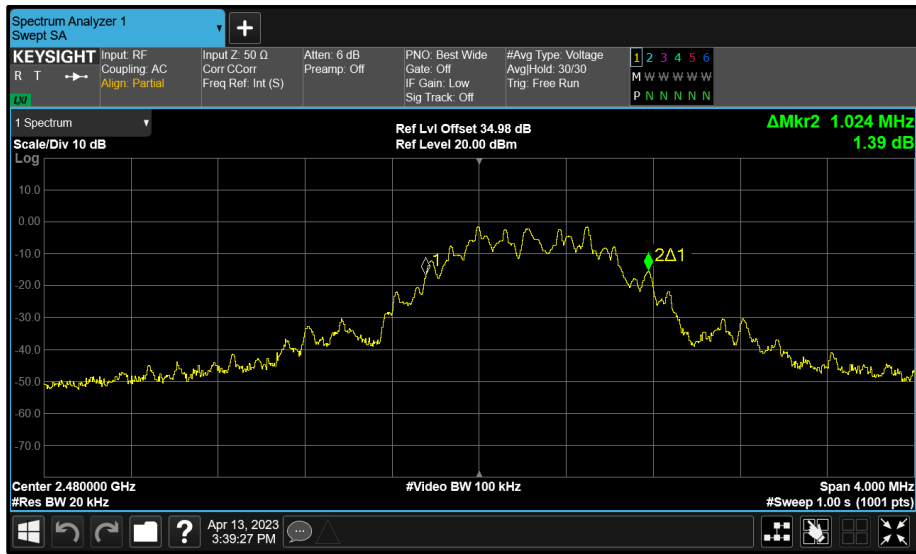 Spectrum Analyzer 1
Swept SA
+
KEYSIGHT
R T
LXI
Input: RF
Coupling: AC
Align: Partial
Input Z: 50 Ω
Corr CCorr
Freq Ref: Int (S)
Atten: 6 dB
Preamp: Off
PNO: Best Wide
Gate: Off
IF Gain: Low
Sig Track: Off
#Avg Type: Voltage
Avg|Hold: 30/30
Trig: Free Run
1 2 3 4 5 6
M W W W W W
P N N N N N
1 Spectrum
Scale/Div 10 dB
Ref Lvl Offset 34.98 dB
Ref Level 20.00 dBm
ΔMkr2 1.024 MHz
1.39 dB
Log
10.0
0.00
-10.0
-20.0
-30.0
-40.0
-50.0
-60.0
-70.0
1
2Δ1
Center 2.480000 GHz
#Res BW 20 kHz
#Video BW 100 kHz
Span 4.000 MHz
#Sweep 1.00 s (1001 pts)
?
Apr 13, 2023
3:39:27 PM